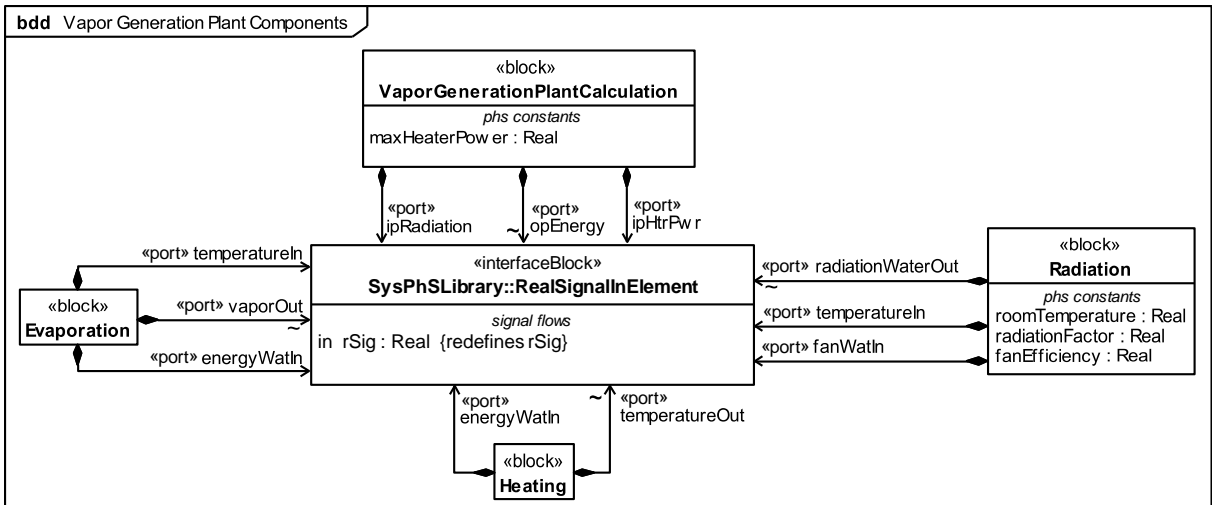 bdd Vapor Generation Plant Components
«block»
VaporGenerationPlantCalculation
phs constants
maxHeaterPower : Real
«port»
ipRadiation
«port»
~ opEnergy
«port»
ipHtrPwr
«port» temperatureIn
«block»
Evaporation
«port» vaporOut
~
«port» energyWatIn
«interfaceBlock»
SysPhSLibrary::RealSignalInElement
signal flows
in rSig : Real {redefines rSig}
«port» radiationWaterOut
~
«port» temperatureIn
«port» fanWatIn
«block»
Radiation
phs constants
roomTemperature : Real
radiationFactor : Real
fanEfficiency : Real
«port»
energyWatIn
~ «port»
temperatureOut
«block»
Heating